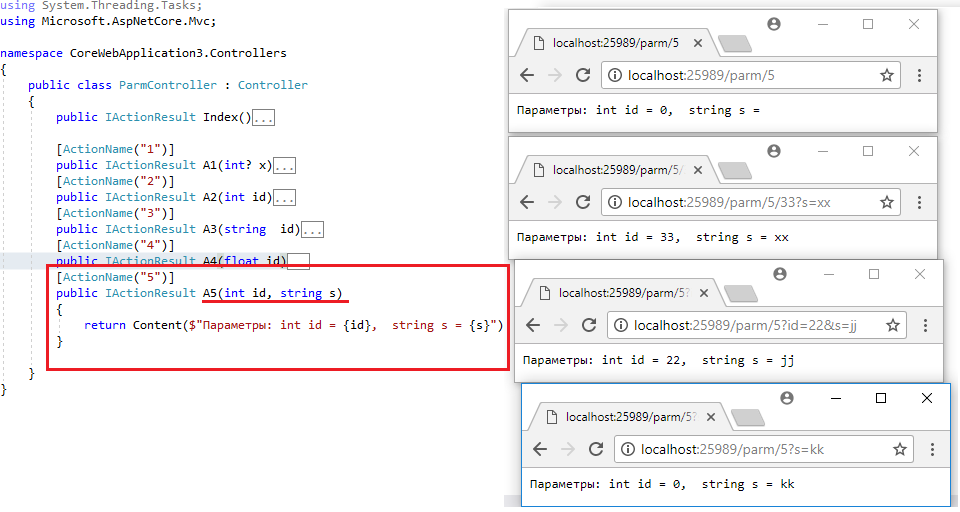 using System.Threading.Tasks;
using Microsoft.AspNetCore.Mvc;
namespace CoreWebApplication3.Controllers
{
public class ParmController : Controller
{
public IActionResult Index()...
[ActionName("1")]
public IActionResult A1(int? x)...
[ActionName("2")]
public IActionResult A2(int id)...
[ActionName("3")]
public IActionResult A3(string  id)...
[ActionName("4")]
public IActionResult A4(float id)...
[ActionName("5")]
public IActionResult A5(int id, string s)
{
return Content($"Параметры: int id = {id},  string s = {s}")
}
}
}
localhost:25989/parm/5
localhost:25989/parm/5
Параметры: int id = 0,  string s =
localhost:25989/parm/5/
localhost:25989/parm/5/33?s=xx
Параметры: int id = 33,  string s = xx
localhost:25989/parm/5?
localhost:25989/parm/5?id=22&s=jj
Параметры: int id = 22,  string s = jj
localhost:25989/parm/5?
localhost:25989/parm/5?s=kk
Параметры: int id = 0,  string s = kk